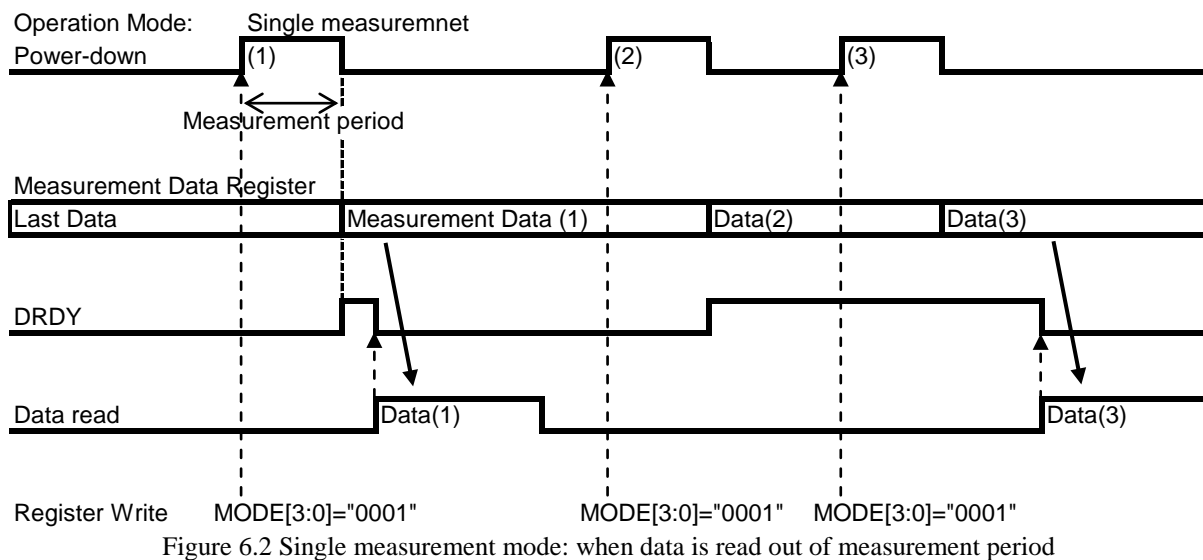 Operation Mode: Single measuremnet
Power-down (1) (2) (3)
Measurement period
Measurement Data Register
Last Data Measurement Data (1) Data(2) Data(3)
DRDY
Data read Data(1) Data(3)
Register Write MODE[3:0]="0001" MODE[3:0]="0001" MODE[3:0]="0001"
Figure 6.2 Single measurement mode: when data is read out of measurement period